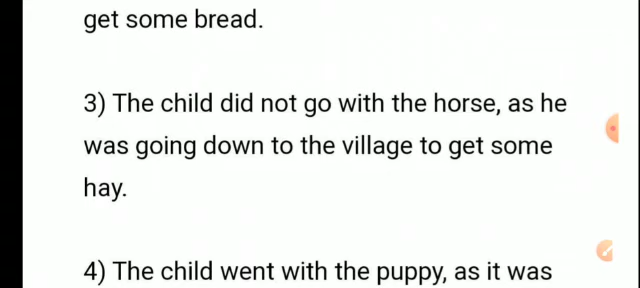 get some bread.
3) The child did not go with the horse, as he
was going down to the village to get some
hay.
4) The child went with the puppy, as it was